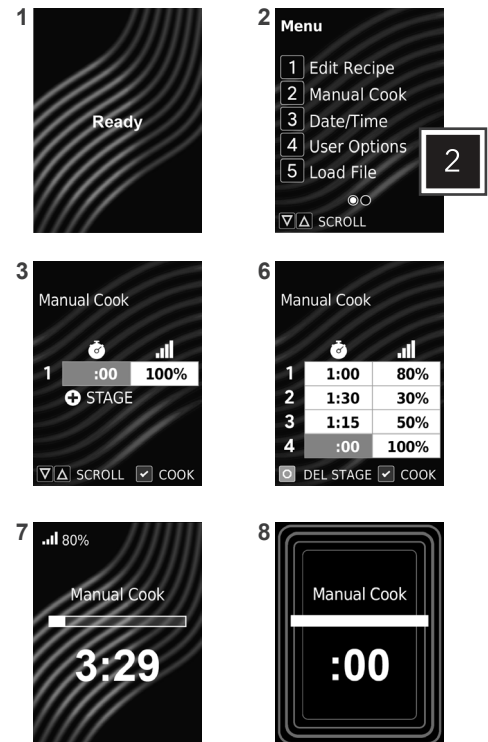 1
Ready
2
Menu
1 Edit Recipe
2 Manual Cook
3 Date/Time
4 User Options
5 Load File
2
SCROLL
3
Manual Cook
1 :00 100%
STAGE
SCROLL COOK
6
Manual Cook
1 1:00 80%
2 1:30 30%
3 1:15 50%
4 :00 100%
DEL STAGE COOK
7
80%
Manual Cook
3:29
8
Manual Cook
:00